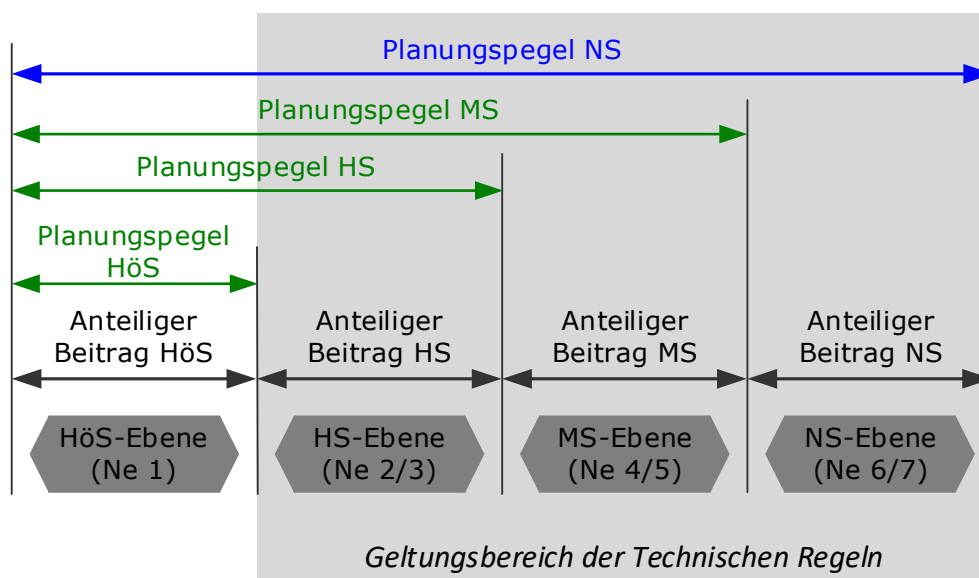 Planungspegel NS
Planungspegel MS
Planungspegel HS
Planungspegel
HöS
Anteiliger
Beitrag HöS
Anteiliger
Beitrag HS
Anteiliger
Beitrag MS
Anteiliger
Beitrag NS
HöS-Ebene
(Ne 1)
HS-Ebene
(Ne 2/3)
MS-Ebene
(Ne 4/5)
NS-Ebene
(Ne 6/7)
Geltungsbereich der Technischen Regeln